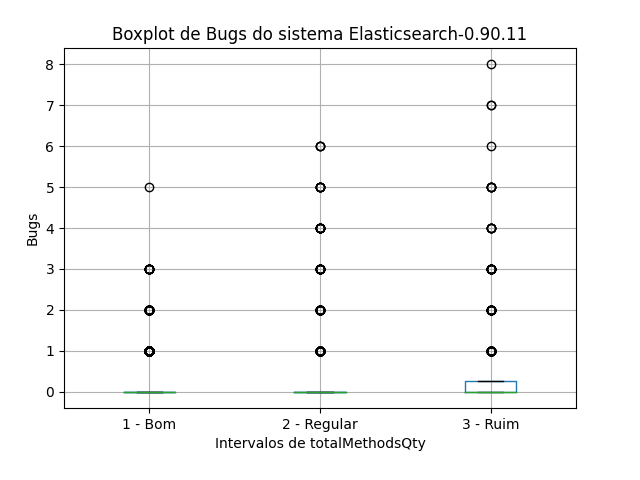 Boxplot de Bugs do sistema Elasticsearch-0.90.11
8
7
6
5
4
3
2
1
0
Bugs
1 - Bom
2 - Regular
3 - Ruim
Intervalos de totalMethodsQty